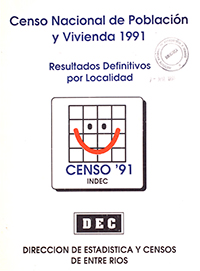 Censo Nacional de Población
y Vivienda 1991
Resultados Definitivos
por Localidad
CENSO '91
INDEC
DEC
DIRECCION DE ESTADISTICA Y CENSOS
DE ENTRE RIOS